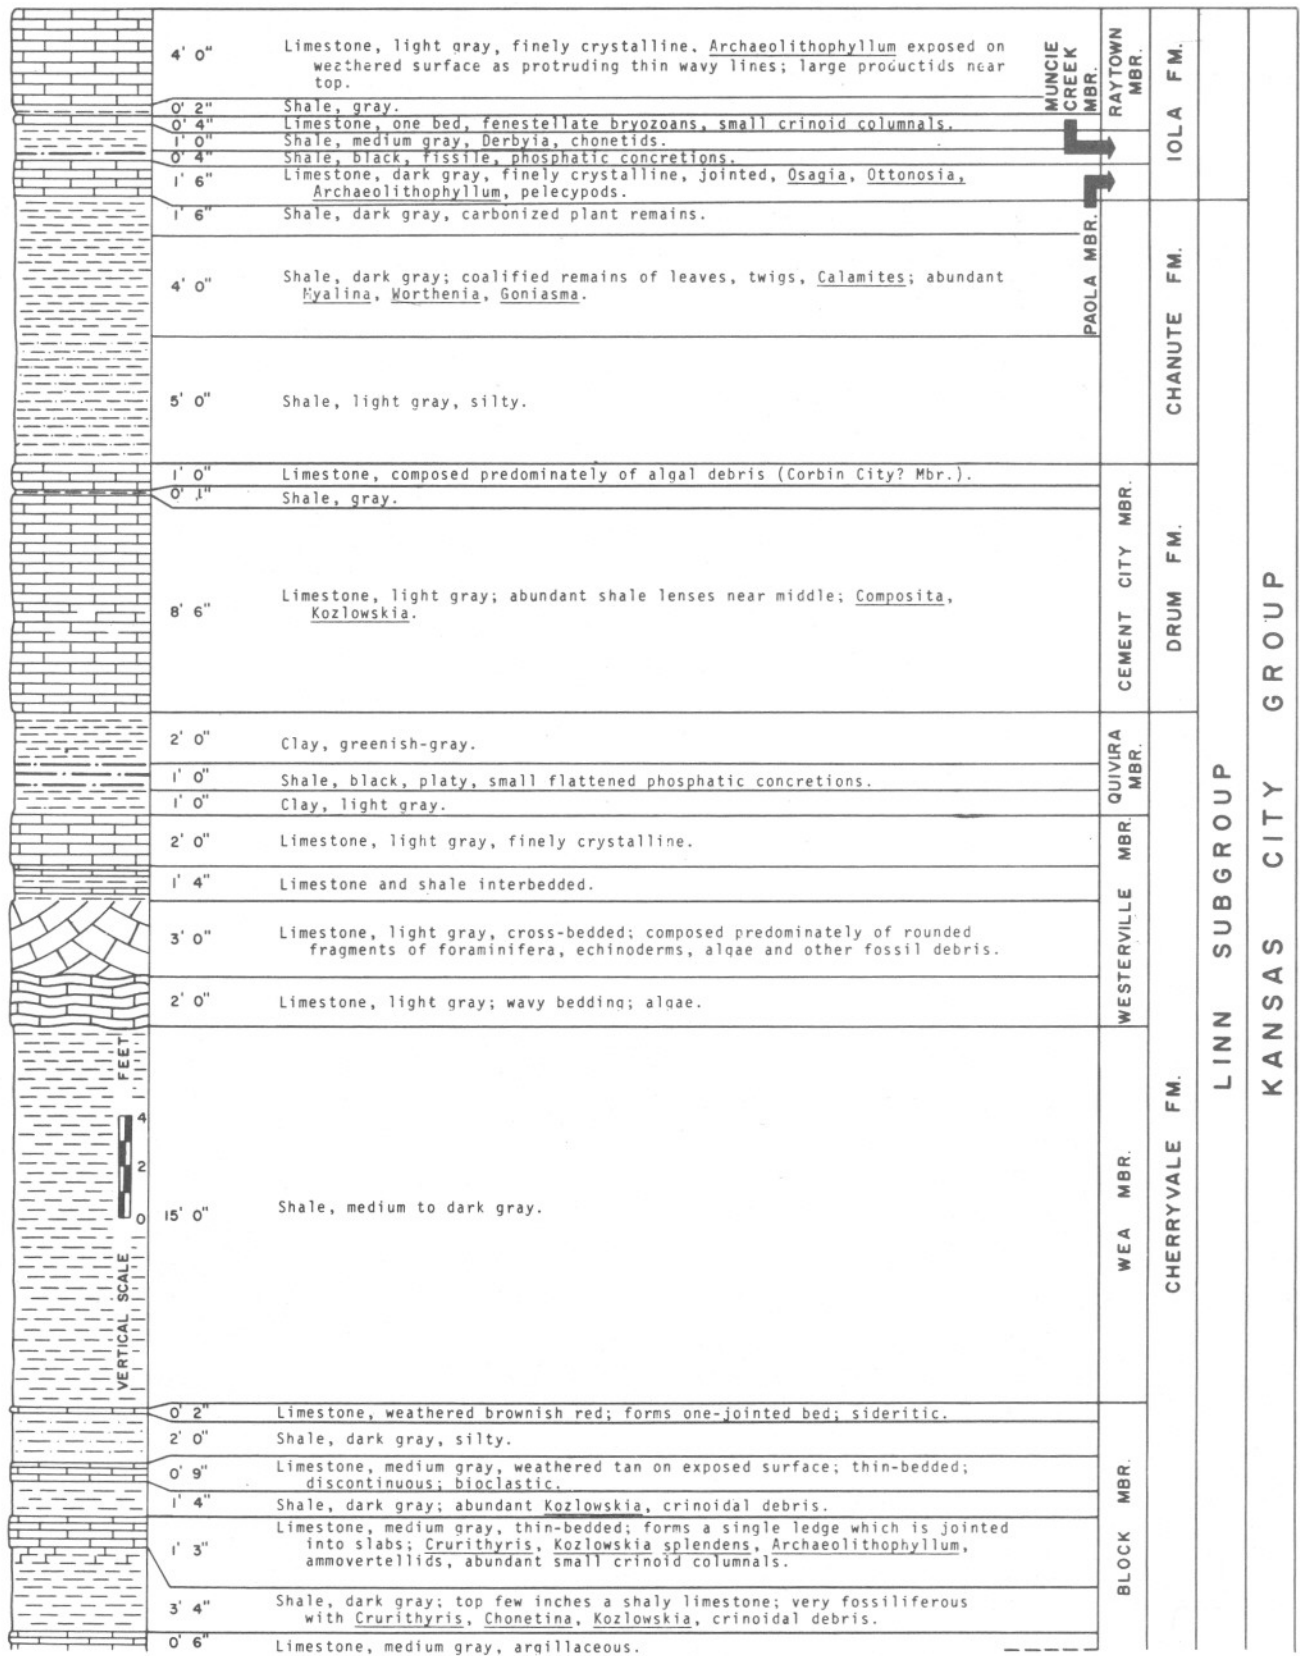 4' 0" Limestone, light gray, finely crystalline. Archaeolithophyllum exposed on
weathered surface as protruding thin wavy lines; large productids near
top.
0' 2" Shale, gray.
0' 4" Limestone, one bed, fenestellate bryozoans, small crinoid columnals.
1' 0" Shale, medium gray, Derbyia, chonetids.
0' 4" Shale, black, fissile, phosphatic concretions.
1' 6" Limestone, dark gray, finely crystalline, jointed, Osagia, Ottonosia,
Archaeolithophyllum, pelecypods.
1' 6" Shale, dark gray, carbonized plant remains.
4' 0" Shale, dark gray; coalified remains of leaves, twigs, Calamites; abundant
Myalina, Worthenia, Goniasma.
5' 0" Shale, light gray, silty.
1' 0" Limestone, composed predominately of algal debris (Corbin City? Mbr.).
0' 1" Shale, gray.
8' 6" Limestone, light gray; abundant shale lenses near middle; Composita,
Kozlowskia.
2' 0" Clay, greenish-gray.
1' 0" Shale, black, platy, small flattened phosphatic concretions.
1' 0" Clay, light gray.
2' 0" Limestone, light gray, finely crystalline.
1' 4" Limestone and shale interbedded.
3' 0" Limestone, light gray, cross-bedded; composed predominately of rounded
fragments of foraminifera, echinoderms, algae and other fossil debris.
2' 0" Limestone, light gray; wavy bedding; algae.
15' 0" Shale, medium to dark gray.
0' 2" Limestone, weathered brownish red; forms one-jointed bed; sideritic.
2' 0" Shale, dark gray, silty.
0' 9" Limestone, medium gray, weathered tan on exposed surface; thin-bedded;
discontinuous; bioclastic.
1' 4" Shale, dark gray; abundant Kozlowskia, crinoidal debris.
1' 3" Limestone, medium gray, thin-bedded; forms a single ledge which is jointed
into slabs; Crurithyris, Kozlowskia splendens, Archaeolithophyllum,
ammovertellids, abundant small crinoid columnals.
3' 4" Shale, dark gray; top few inches a shaly limestone; very fossiliferous
with Crurithyris, Chonetina, Kozlowskia, crinoidal debris.
0' 6" Limestone, medium gray, argillaceous.
VERTICAL SCALE FEET
4
2
0
MUNCIE
CREEK
MBR.
RAYTOWN
MBR.
PAOLA MBR.
CEMENT CITY MBR.
QUIVIRA
MBR.
WESTERVILLE MBR.
WEA MBR.
BLOCK MBR.
IOLA FM.
CHANUTE FM.
DRUM FM.
CHERRYVALE FM.
LINN SUBGROUP
KANSAS CITY GROUP